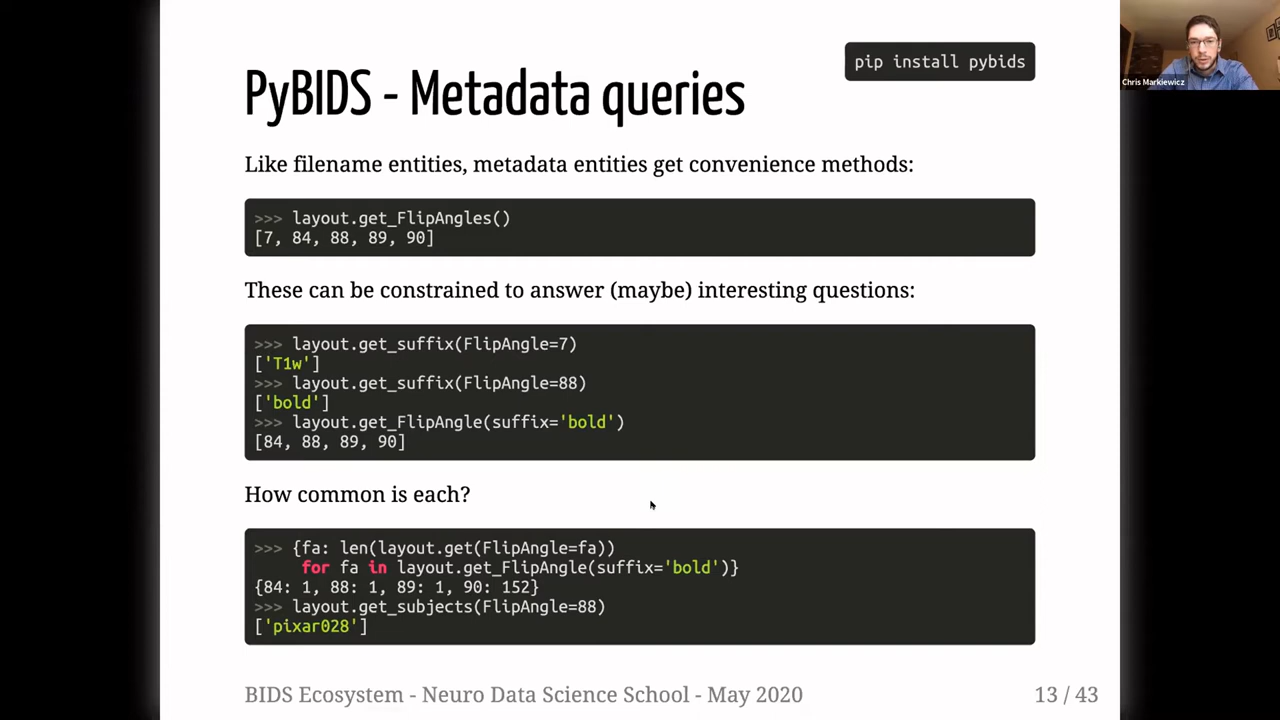 pip install pybids
Chris Markiewicz
PyBIDS - Metadata queries
Like filename entities, metadata entities get convenience methods:
>>> layout.get_FlipAngles()
[7, 84, 88, 89, 90]
These can be constrained to answer (maybe) interesting questions:
>>> layout.get_suffix(FlipAngle=7)
['T1w']
>>> layout.get_suffix(FlipAngle=88)
['bold']
>>> layout.get_FlipAngle(suffix='bold')
[84, 88, 89, 90]
How common is each?
>>> {fa: len(layout.get(FlipAngle=fa))
for fa in layout.get_FlipAngle(suffix='bold')}
{84: 1, 88: 1, 89: 1, 90: 152}
>>> layout.get_subjects(FlipAngle=88)
['pixar028']
BIDS Ecosystem - Neuro Data Science School - May 2020
13 / 43